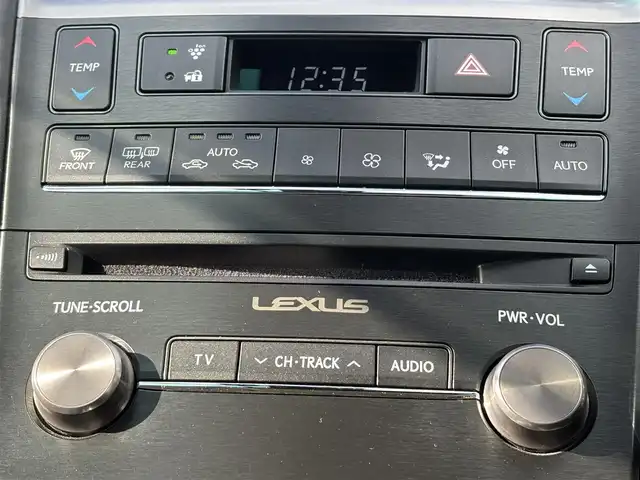 TEMP
12:35
TEMP
FRONT
REAR
AUTO
OFF
AUTO
TUNE·SCROLL
LEXUS
PWR·VOL
TV
CH·TRACK
AUDIO